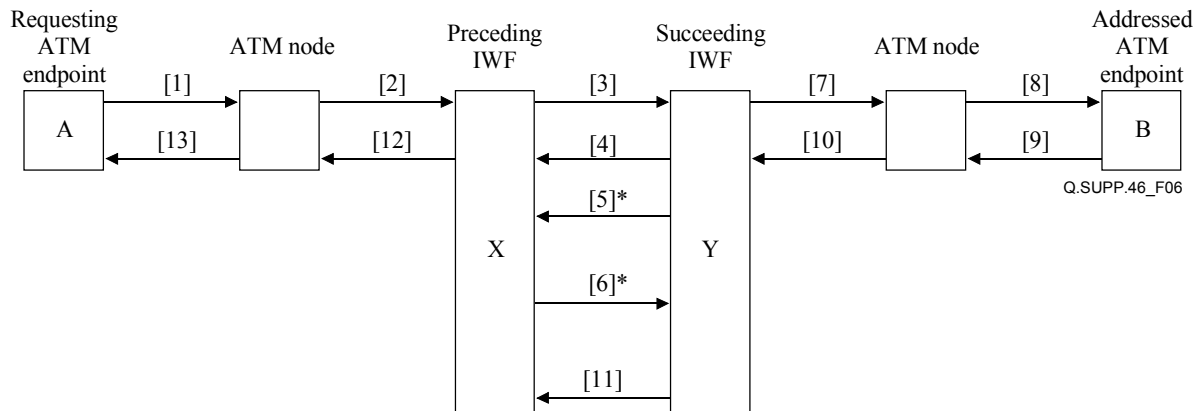 Requesting
ATM
endpoint
ATM node
Preceding
IWF
Succeeding
IWF
ATM node
Addressed
ATM
endpoint
[1]
[2]
[3]
[7]
[8]
A
B
[13]
[12]
[4]
[10]
[9]
Q.SUPP.46_F06
[5]*
X
Y
[6]*
[11]